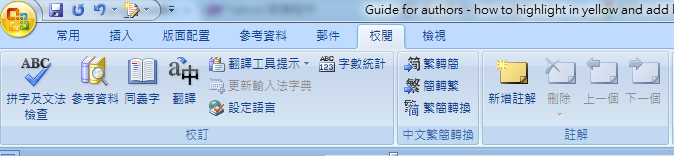 Guide for authors - how to highlight in yellow and add
常用 插入 版面配置 參考資料 郵件 校閱 檢視
ABC
拼字及文法檢查
參考資料
同義字
a中
翻譯
翻譯工具提示
更新輸入法字典
設定語言
ABC
123
字數統計
校訂
简 繁轉簡
繁 簡轉繁
繁簡轉換
中文繁簡轉換
新增註解
刪除
上一個
下一個
註解